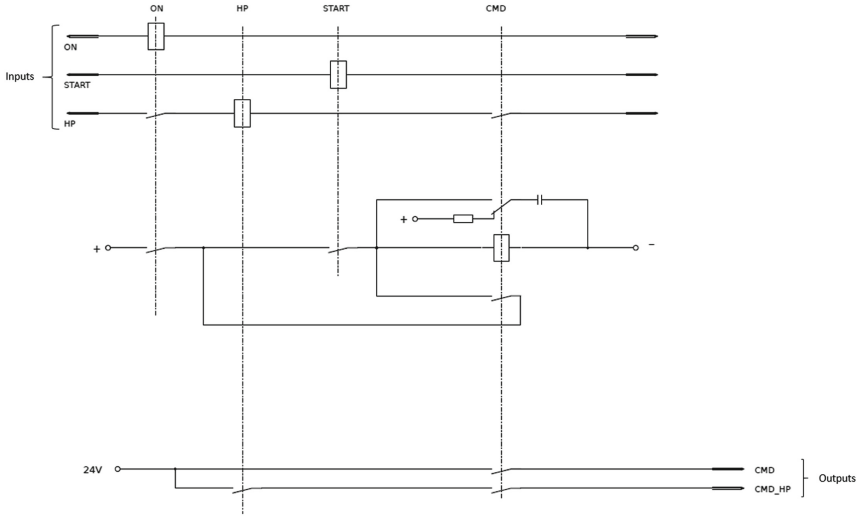 ON HP START CMD
ON
Inputs
START
HP
+
+ −
24V
CMD
Outputs
CMD_HP